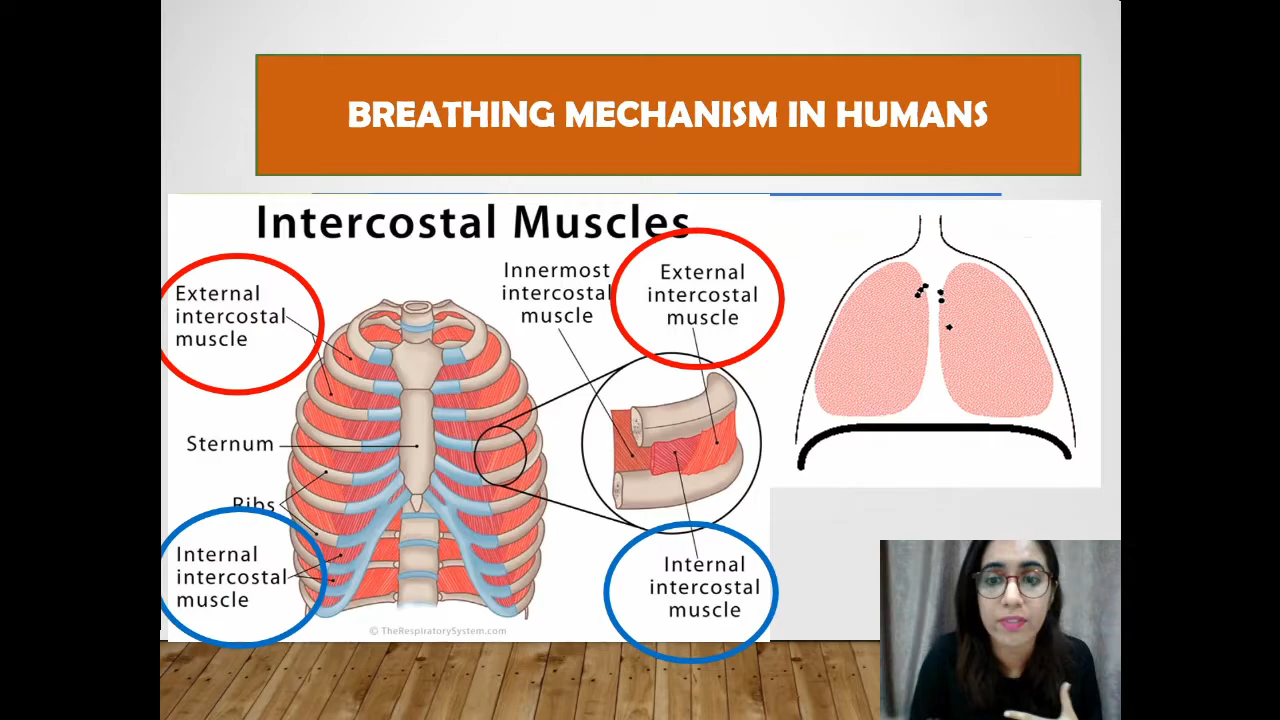 BREATHING MECHANISM IN HUMANS
Intercostal Muscles
External
intercostal
muscle
Innermost
intercostal
muscle
External
intercostal
muscle
Sternum
Ribs
Internal
intercostal
muscle
Internal
intercostal
muscle
© TheRespiratorySystem.com